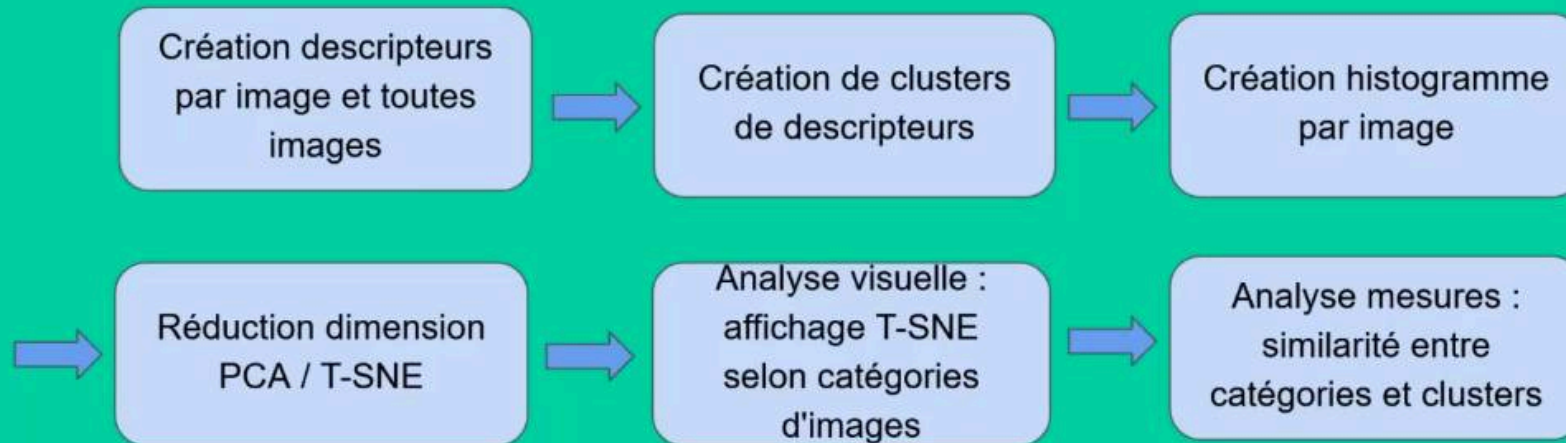 Création descripteurs
par image et toutes
images
Création de clusters
de descripteurs
Création histogramme
par image
Réduction dimension
PCA / T-SNE
Analyse visuelle :
affichage T-SNE
selon catégories
d'images
Analyse mesures :
similarité entre
catégories et clusters